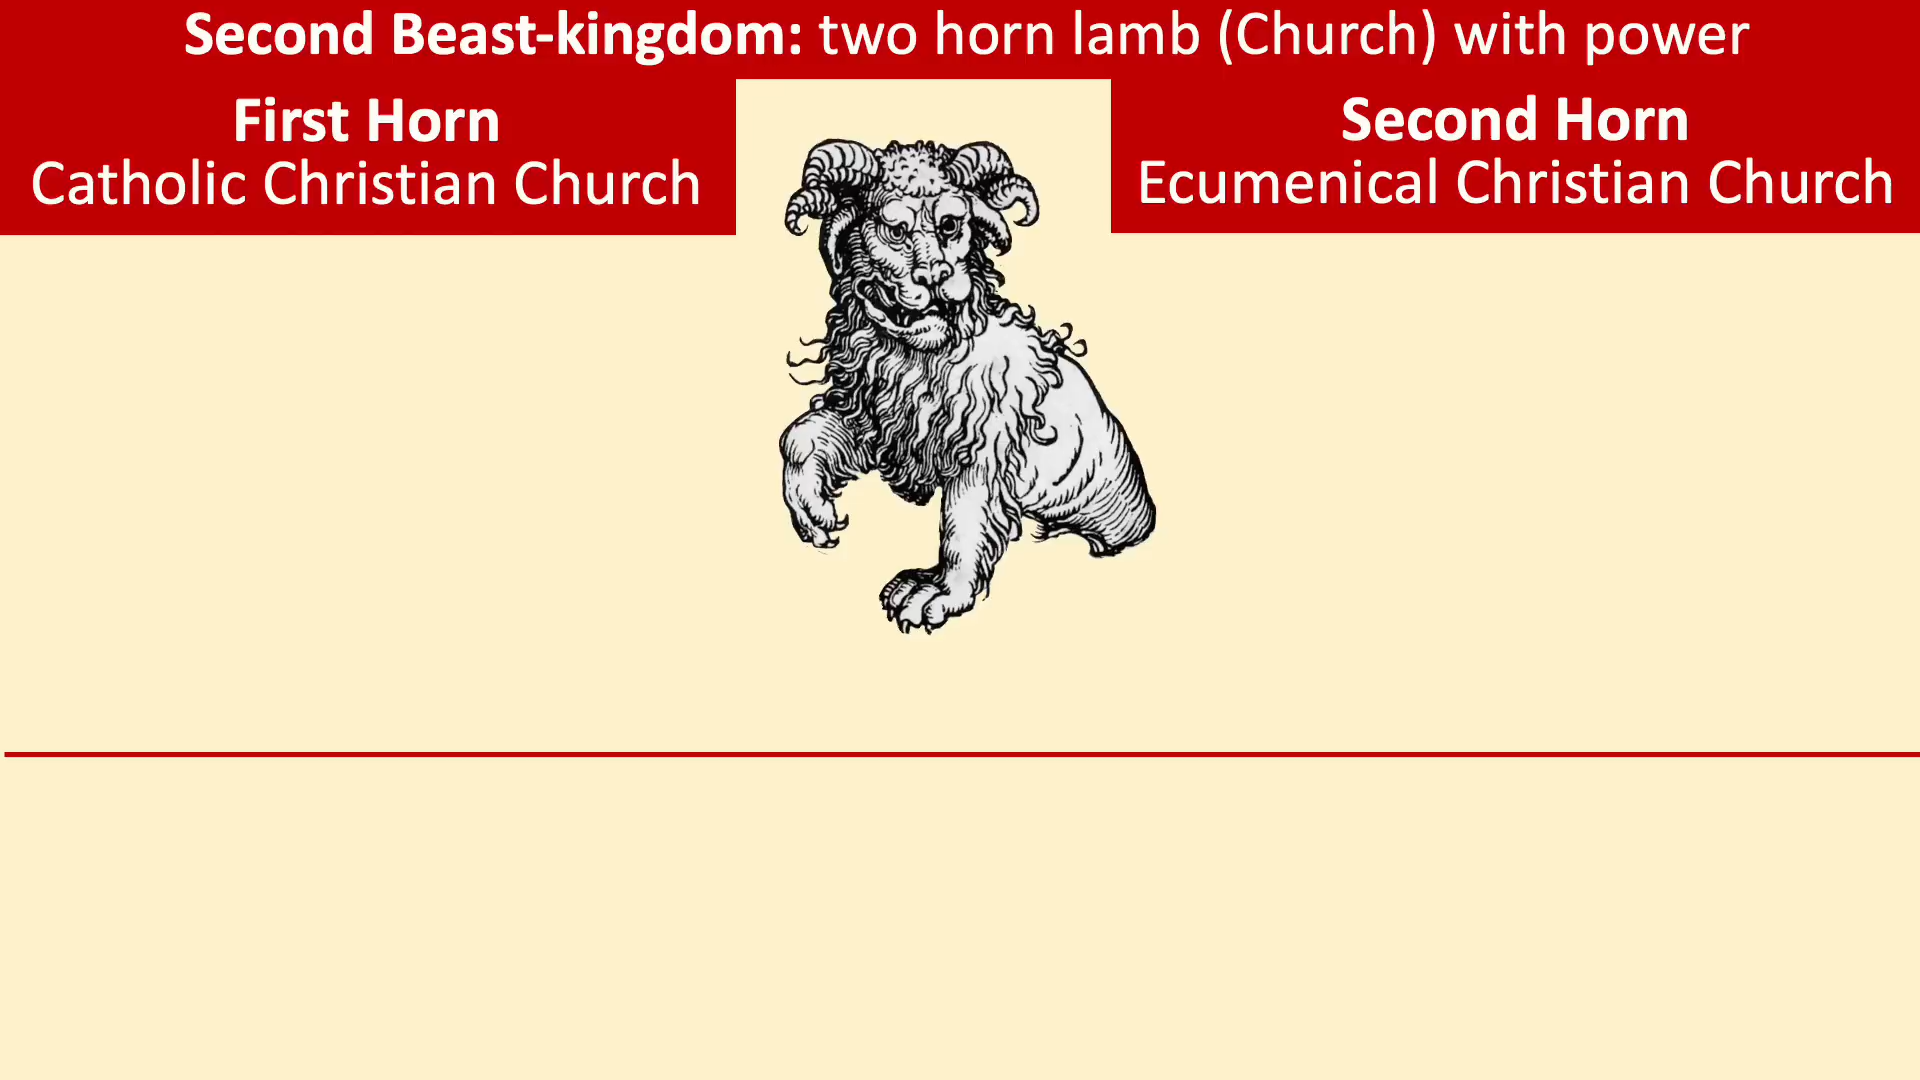 Second Beast-kingdom: two horn lamb (Church) with power
First Horn
Catholic Christian Church
Second Horn
Ecumenical Christian Church